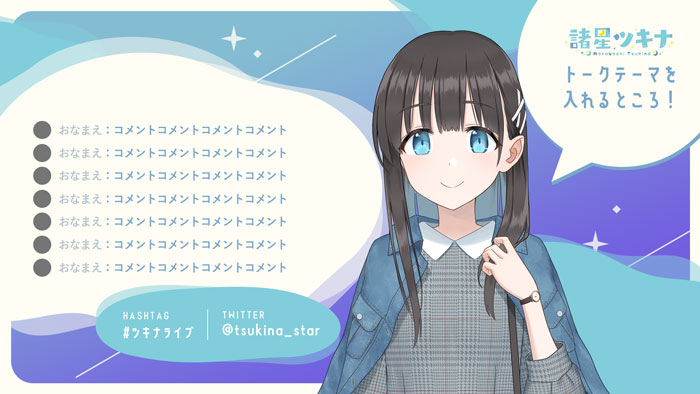 諸星ツキナ
Morohoshi Tsukina
トークテーマを
入れるところ！
おなまえ：コメントコメントコメントコメント
おなまえ：コメントコメントコメントコメント
おなまえ：コメントコメントコメントコメント
おなまえ：コメントコメントコメントコメント
おなまえ：コメントコメントコメントコメント
おなまえ：コメントコメントコメントコメント
おなまえ：コメントコメントコメントコメント
HASHTAG
#ツキナライブ
TWITTER
@tsukina_star